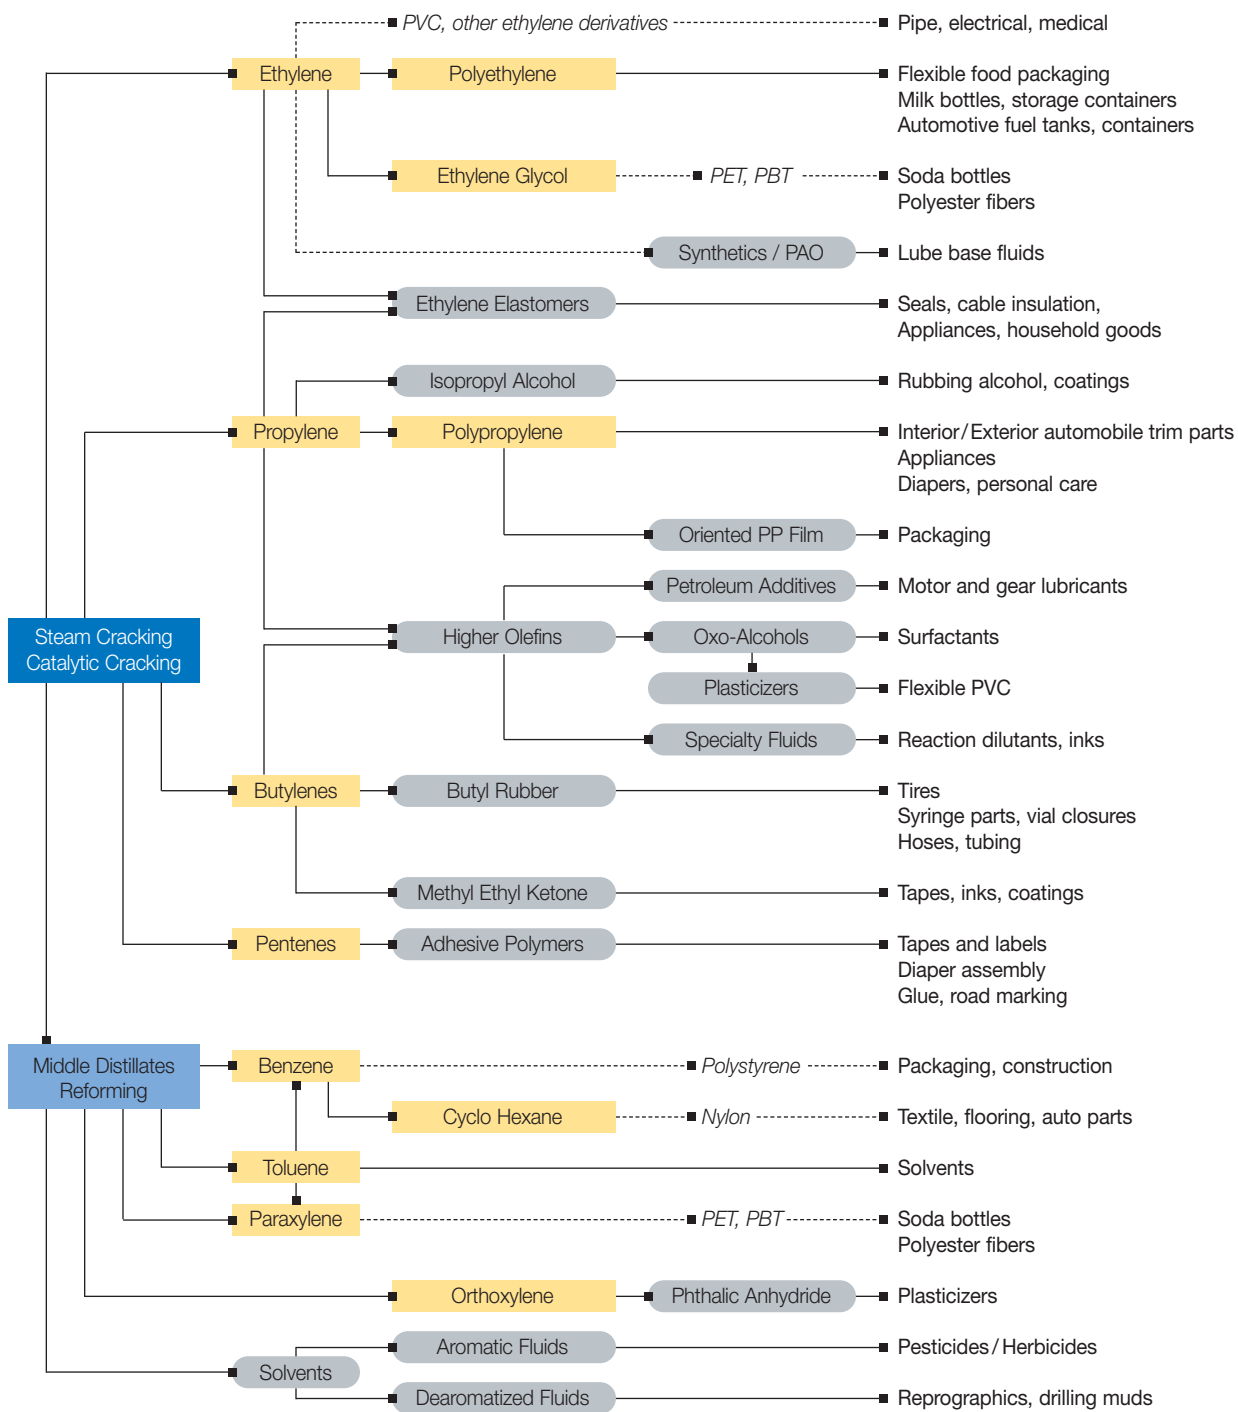 PVC, other ethylene derivatives
Pipe, electrical, medical
Ethylene
Polyethylene
Flexible food packaging
Milk bottles, storage containers
Automotive fuel tanks, containers
Ethylene Glycol
PET, PBT
Soda bottles
Polyester fibers
Synthetics / PAO
Lube base fluids
Ethylene Elastomers
Seals, cable insulation,
Appliances, household goods
Isopropyl Alcohol
Rubbing alcohol, coatings
Propylene
Polypropylene
Interior/Exterior automobile trim parts
Appliances
Diapers, personal care
Oriented PP Film
Packaging
Petroleum Additives
Motor and gear lubricants
Steam Cracking
Catalytic Cracking
Higher Olefins
Oxo-Alcohols
Surfactants
Plasticizers
Flexible PVC
Specialty Fluids
Reaction dilutants, inks
Butylenes
Butyl Rubber
Tires
Syringe parts, vial closures
Hoses, tubing
Methyl Ethyl Ketone
Tapes, inks, coatings
Pentenes
Adhesive Polymers
Tapes and labels
Diaper assembly
Glue, road marking
Middle Distillates
Reforming
Benzene
Polystyrene
Packaging, construction
Cyclo Hexane
Nylon
Textile, flooring, auto parts
Toluene
Solvents
Paraxylene
PET, PBT
Soda bottles
Polyester fibers
Orthoxylene
Phthalic Anhydride
Plasticizers
Solvents
Aromatic Fluids
Pesticides/Herbicides
Dearomatized Fluids
Reprographics, drilling muds